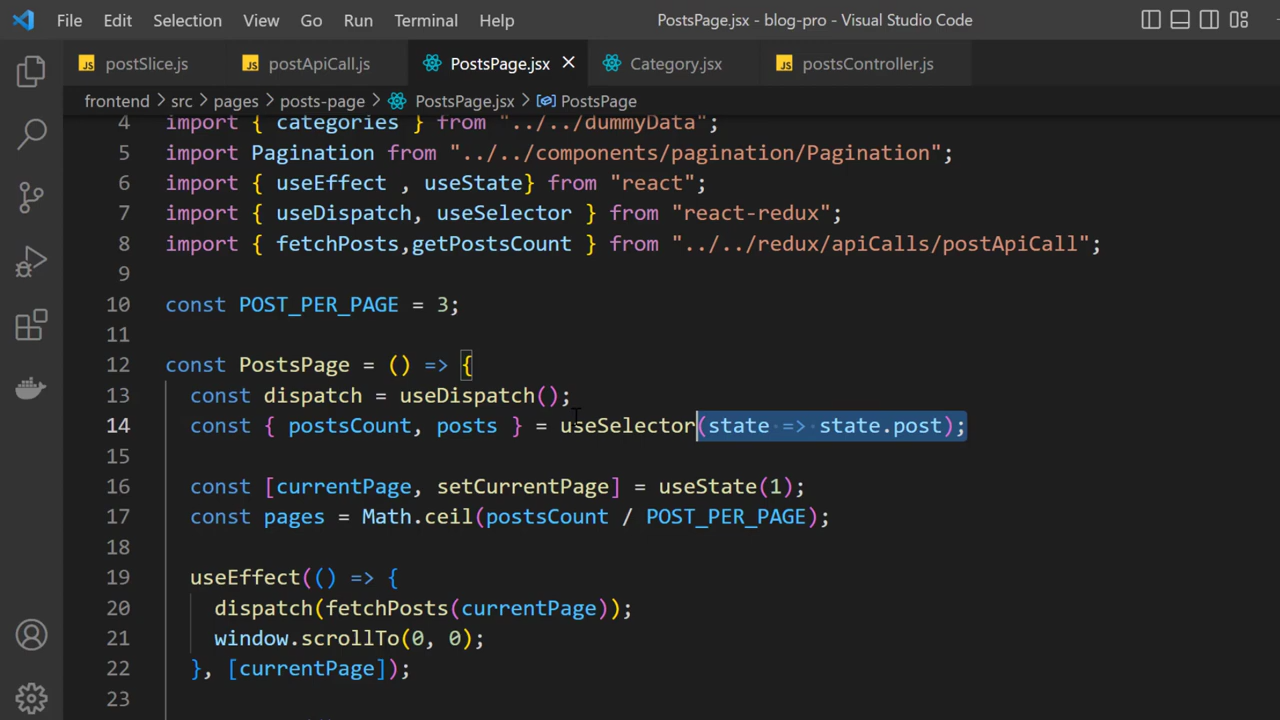 File Edit Selection View Go Run Terminal Help PostsPage.jsx - blog-pro - Visual Studio Code
JS postSlice.js JS postApiCall.js PostsPage.jsx Category.jsx JS postsController.js
frontend > src > pages > posts-page > PostsPage.jsx > PostsPage
4 import { categories } from "../../dummyData";
5 import Pagination from "../../components/pagination/Pagination";
6 import { useEffect , useState} from "react";
7 import { useDispatch, useSelector } from "react-redux";
8 import { fetchPosts,getPostsCount } from "../../redux/apiCalls/postApiCall";
9
10 const POST_PER_PAGE = 3;
11
12 const PostsPage = () => {
13 const dispatch = useDispatch();
14 const { postsCount, posts } = useSelector(state => state.post);
15
16 const [currentPage, setCurrentPage] = useState(1);
17 const pages = Math.ceil(postsCount / POST_PER_PAGE);
18
19 useEffect(() => {
20 dispatch(fetchPosts(currentPage));
21 window.scrollTo(0, 0);
22 }, [currentPage]);
23